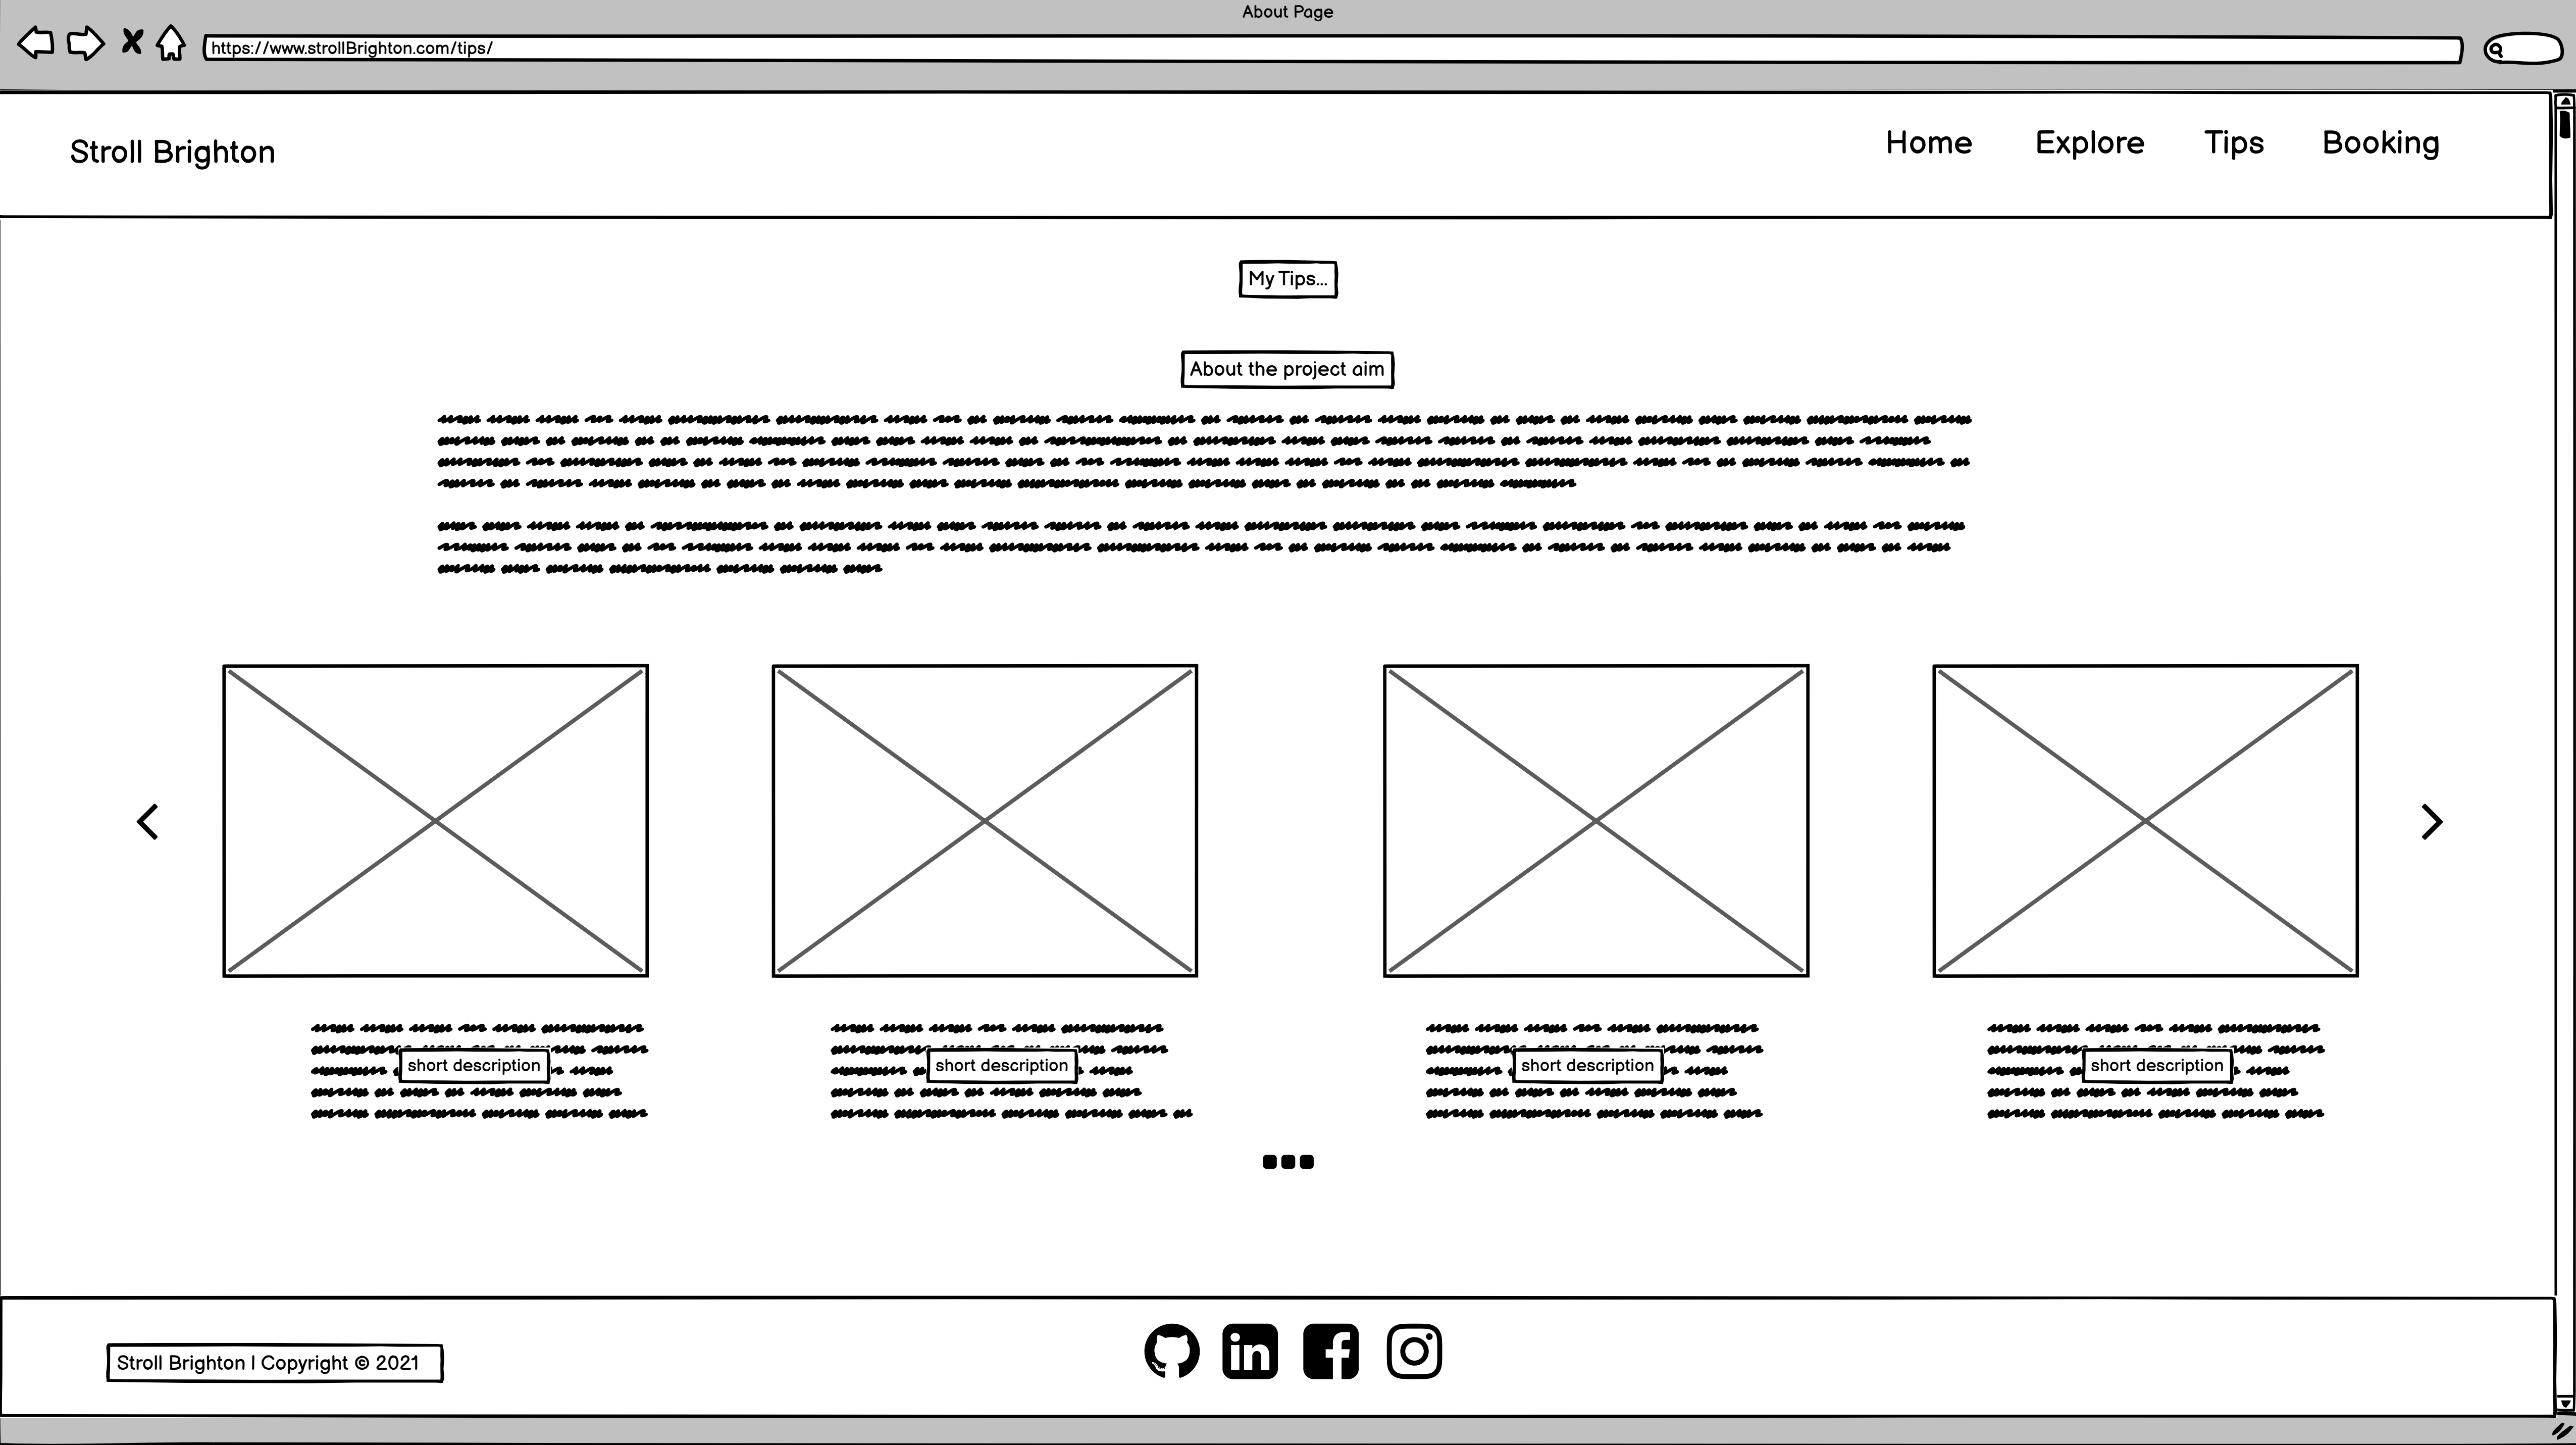 About Page
https://www.strollBrighton.com/tips/
Stroll Brighton
Home Explore Tips Booking
My Tips...
About the project aim
short description short description short description short description
Stroll Brighton | Copyright © 2021